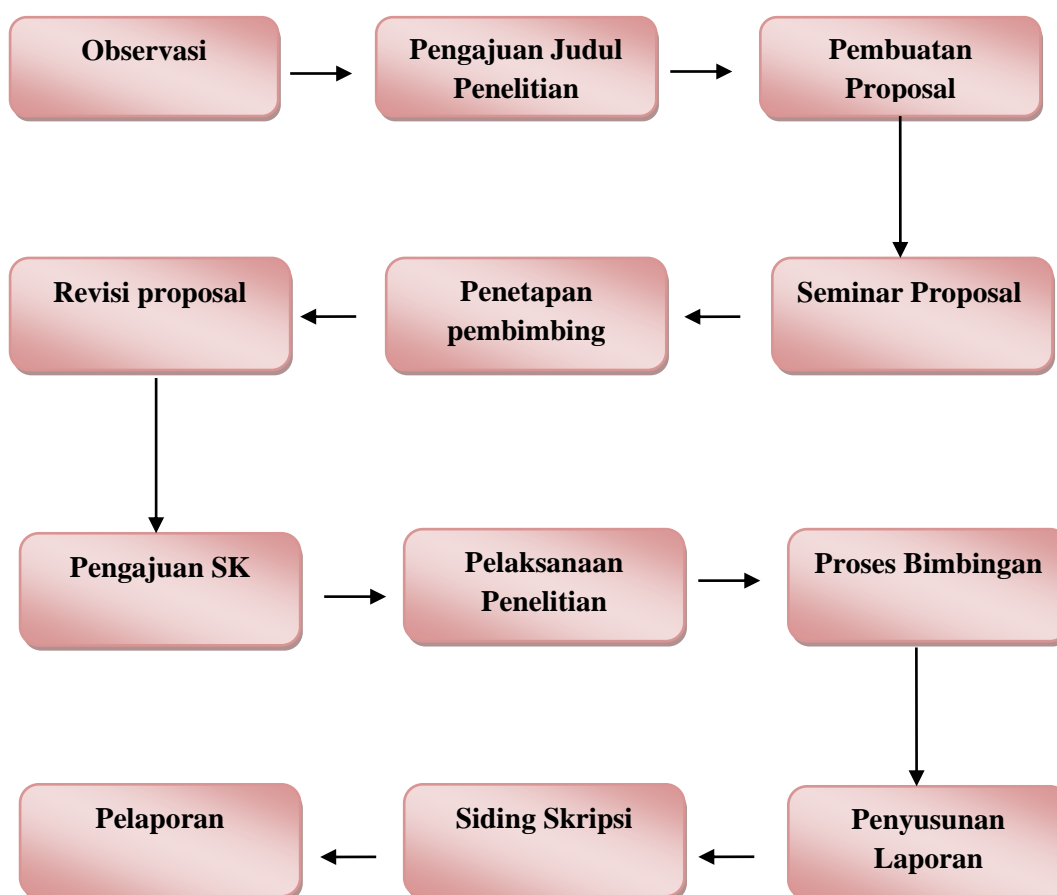 Observasi
Pengajuan Judul
Penelitian
Pembuatan
Proposal
Seminar Proposal
Penetapan
pembimbing
Revisi proposal
Pengajuan SK
Pelaksanaan
Penelitian
Proses Bimbingan
Penyusunan
Laporan
Siding Skripsi
Pelaporan